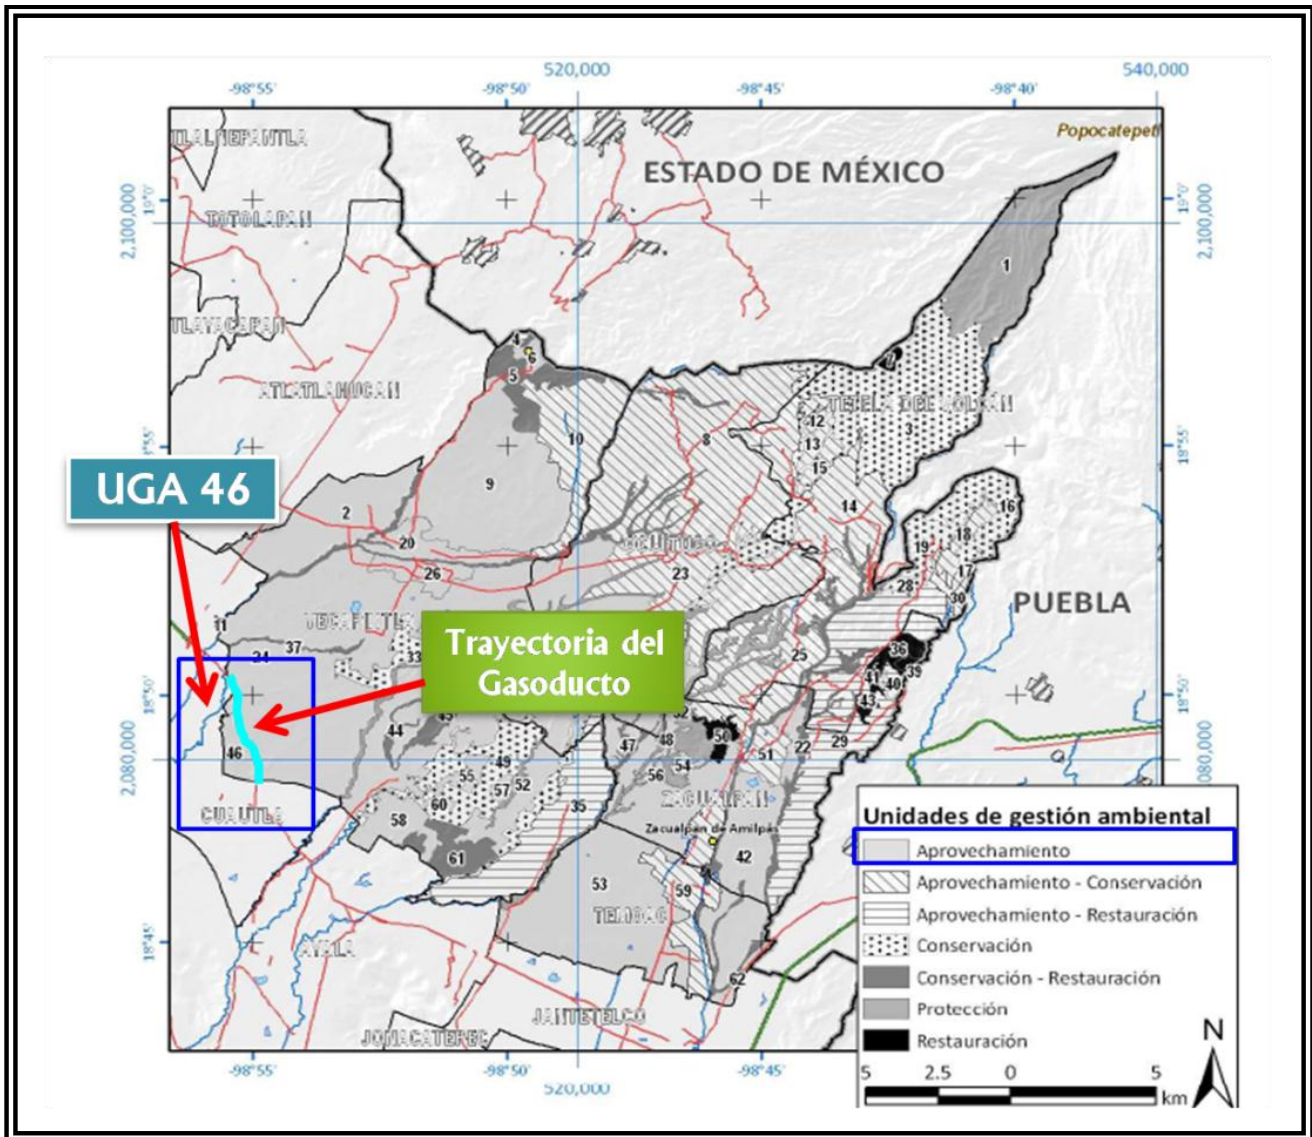 520,000
540,000
-98°55'
-98°50'
-98°45'
-98°40'
Popocatepetl
TLALNEPANTLA
ESTADO DE MÉXICO
19°0'
19°0'
TOTOLAPAN
2,100,000
2,100,000
1
TLAYACAPAN
4
6
7
5
ATLATLAHUCAN
TETELA DEL VOLCÁN
12
3
10
8
13
18°55'
15
9
UGA 46
2
14
16
20
OCUITUCO
18
19
26
23
17
28
30
PUEBLA
11
YECAPIXTLA
Trayectoria del
Gasoducto
37
33
25
36
24
41
39
40
18°50'
18°50'
43
44
50
29
47
48
22
46
49
51
54
2,080,000
080,000
55
56
57
52
60
35
ZACUALPAN
CUAUTLA
58
Zacualpan de Amilpas
61
42
53
59
TEMOAC
18°45'
AYALA
62
JANTETELCO
JONACATEPEC
Unidades de gestión ambiental
Aprovechamiento
Aprovechamiento - Conservación
Aprovechamiento - Restauración
Conservación
Conservación - Restauración
Protección
Restauración
N
5 2.5 0 5
km
-98°55'
-98°50'
-98°45'
520,000